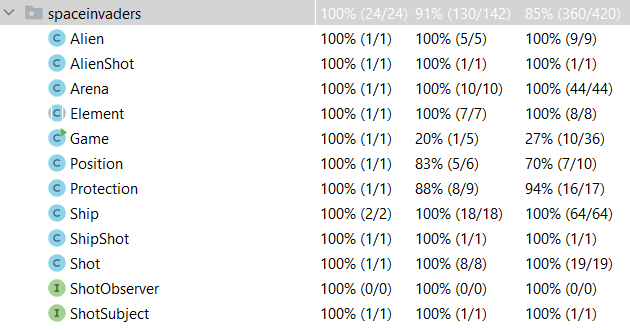 spaceinvaders 100% (24/24) 91% (130/142) 85% (360/420)
C Alien 100% (1/1) 100% (5/5) 100% (9/9)
C AlienShot 100% (1/1) 100% (1/1) 100% (1/1)
C Arena 100% (1/1) 100% (10/10) 100% (44/44)
C Element 100% (1/1) 100% (7/7) 100% (8/8)
C Game 100% (1/1) 20% (1/5) 27% (10/36)
C Position 100% (1/1) 83% (5/6) 70% (7/10)
C Protection 100% (1/1) 88% (8/9) 94% (16/17)
C Ship 100% (2/2) 100% (18/18) 100% (64/64)
C ShipShot 100% (1/1) 100% (1/1) 100% (1/1)
C Shot 100% (1/1) 100% (8/8) 100% (19/19)
I ShotObserver 100% (0/0) 100% (0/0) 100% (0/0)
I ShotSubject 100% (1/1) 100% (1/1) 100% (1/1)